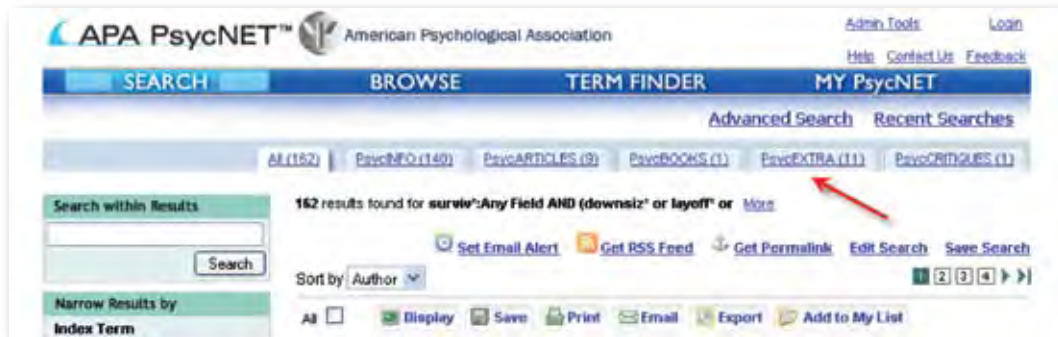 APA PsycNET™ American Psychological Association
Admin Tools Login
Help Contact Us Feedback
SEARCH BROWSE TERM FINDER MY PsycNET
Advanced Search Recent Searches
All (162) PsycINFO (140) PsycARTICLES (9) PsycBOOKS (1) PsycEXTRA (11) PsycCRITIQUES (1)
Search within Results
162 results found for surviv*:Any Field AND (downsiz* or layoff* or More
Set Email Alert Get RSS Feed Get Permalink Edit Search Save Search
Search
Sort by Author 1 2 3 4
Narrow Results by
All Display Save Print Email Export Add to My List
Index Term